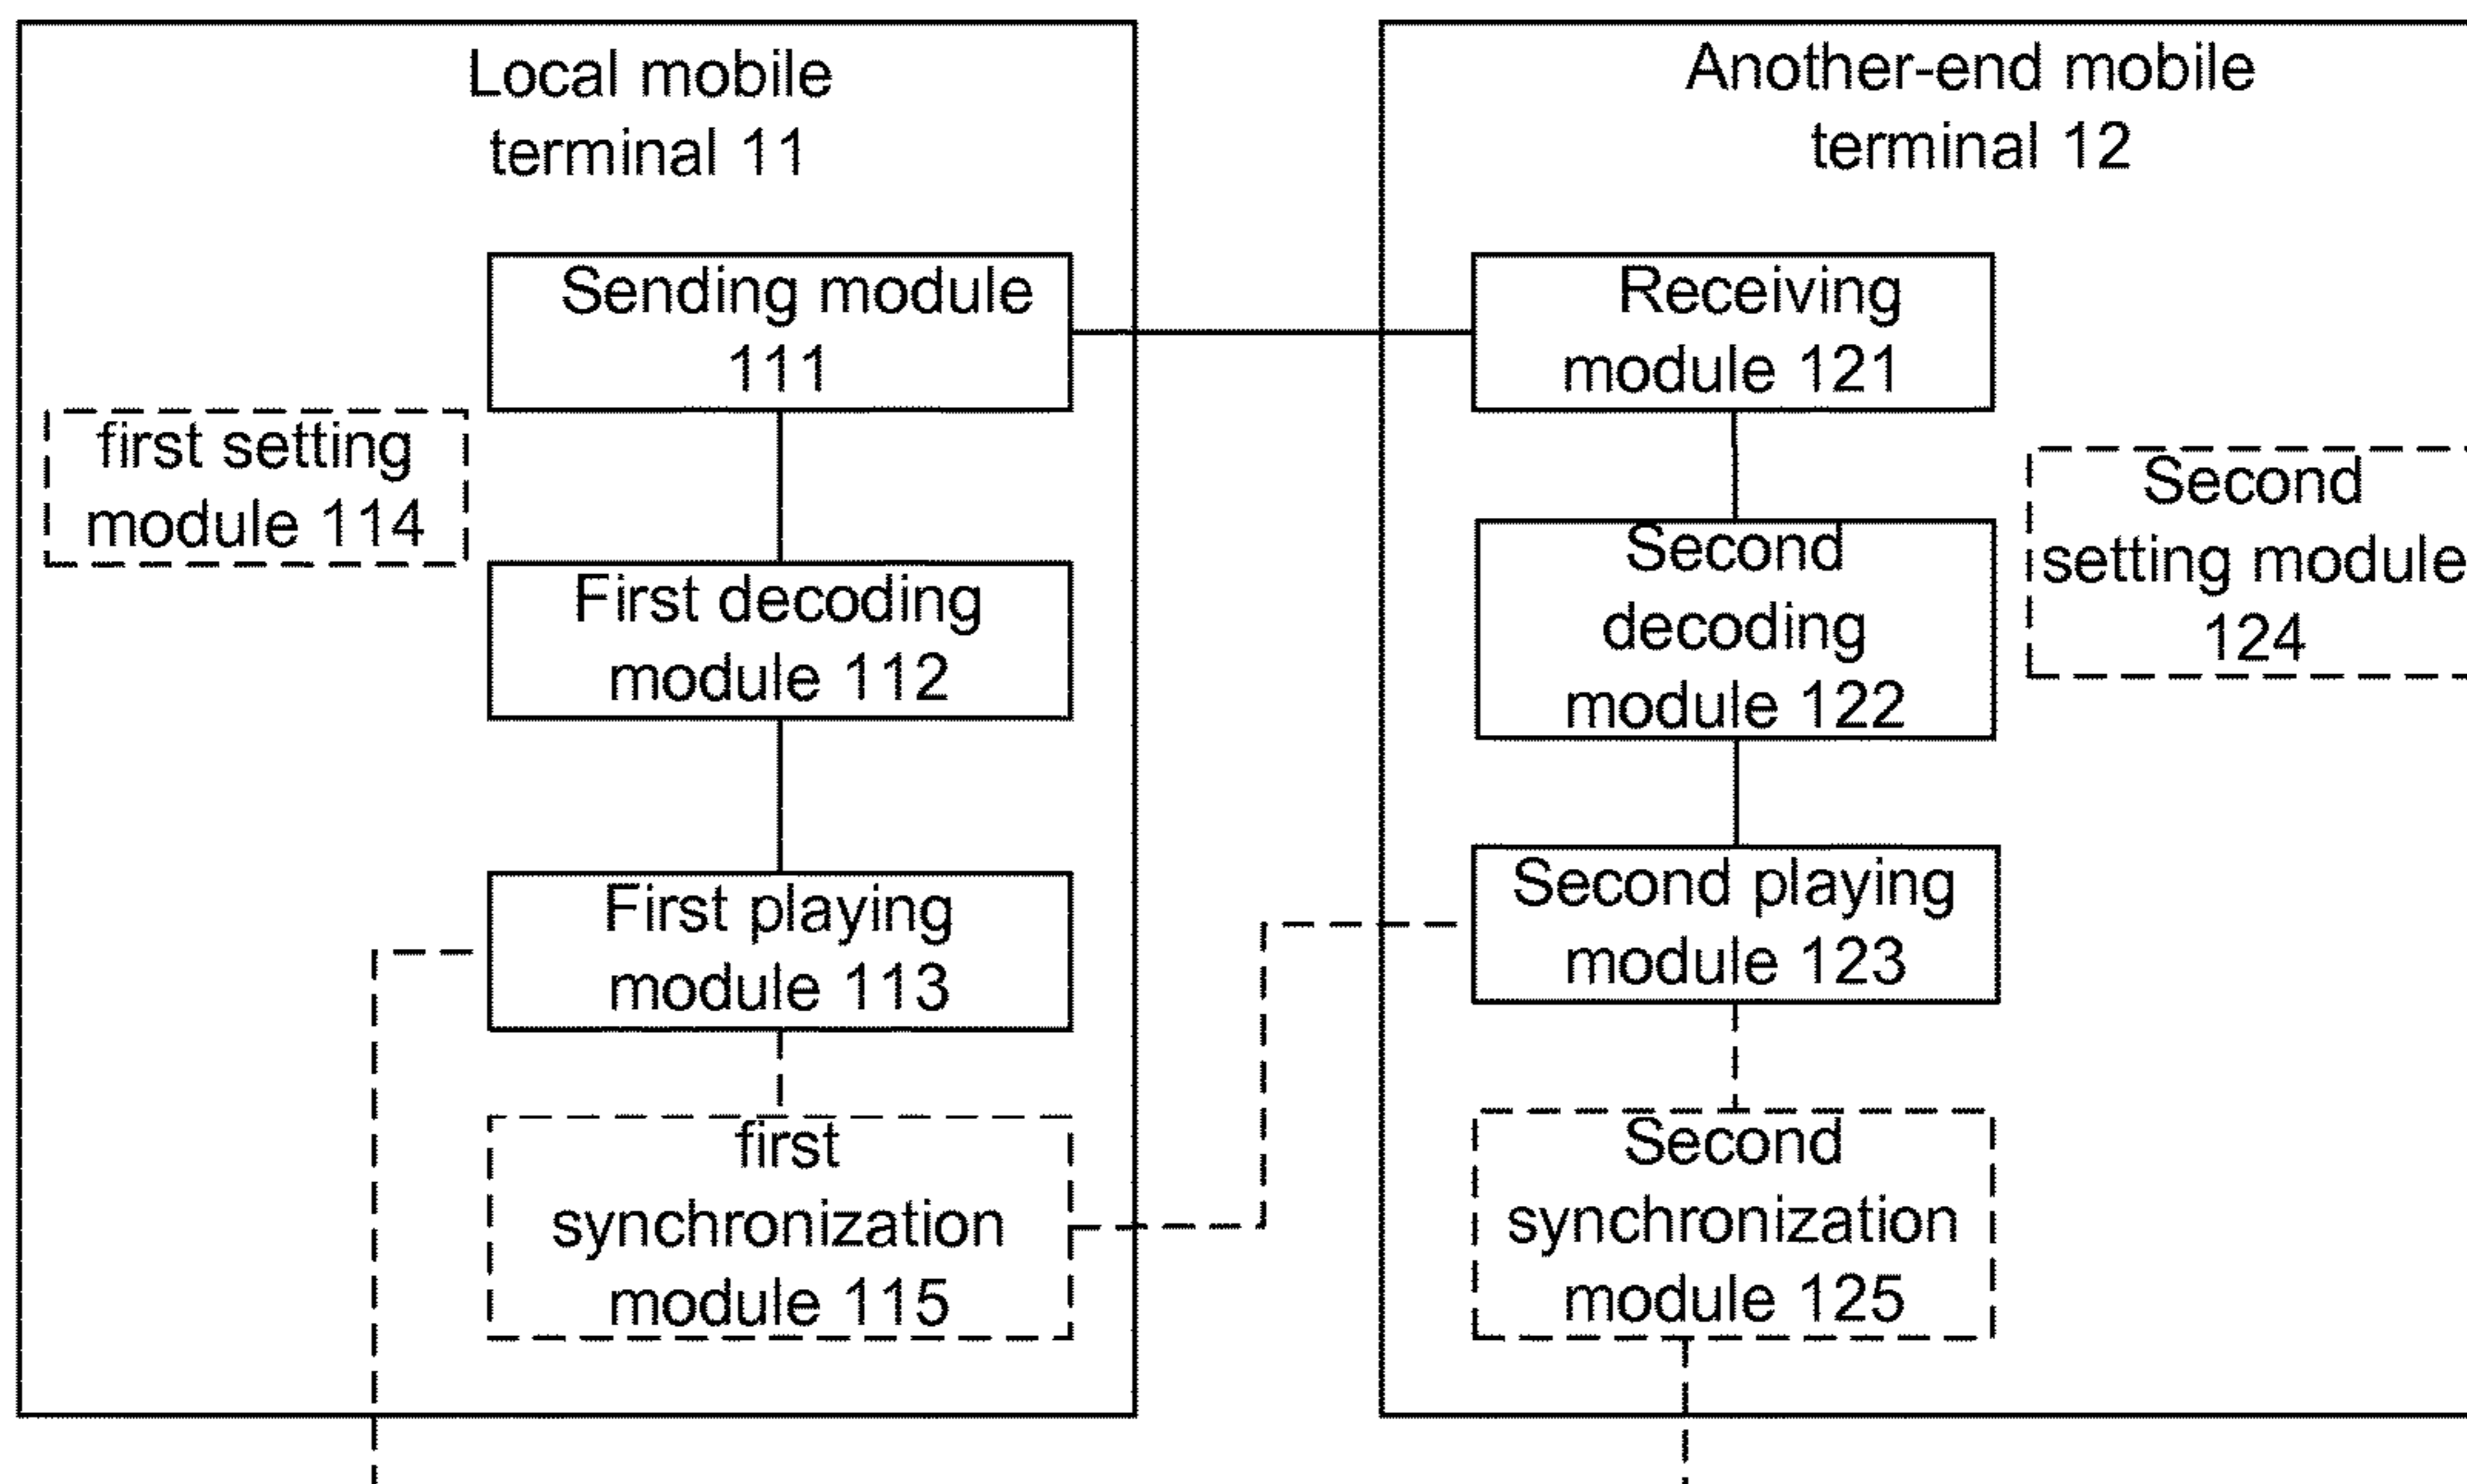 Local mobile
terminal 11
Sending module
111
first setting
module 114
First decoding
module 112
First playing
module 113
first
synchronization
module 115
Another-end mobile
terminal 12
Receiving
module 121
Second
setting module
124
Second
decoding
module 122
Second playing
module 123
Second
synchronization
module 125